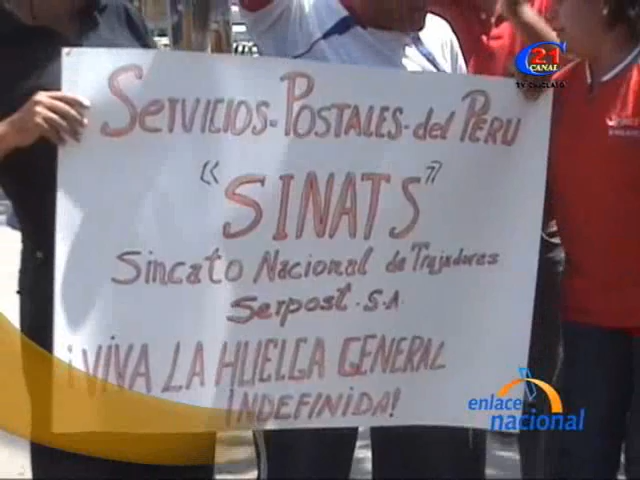 21
CANAL
TV CHICLAYO
SERVICIOS-POSTALES-del PERU
"SINATS"
Sincato Nacional de Trajadoras
Serpost.S.A.
¡VIVA LA HUELGA GENERAL
INDEFINIDA!
enlace
nacional